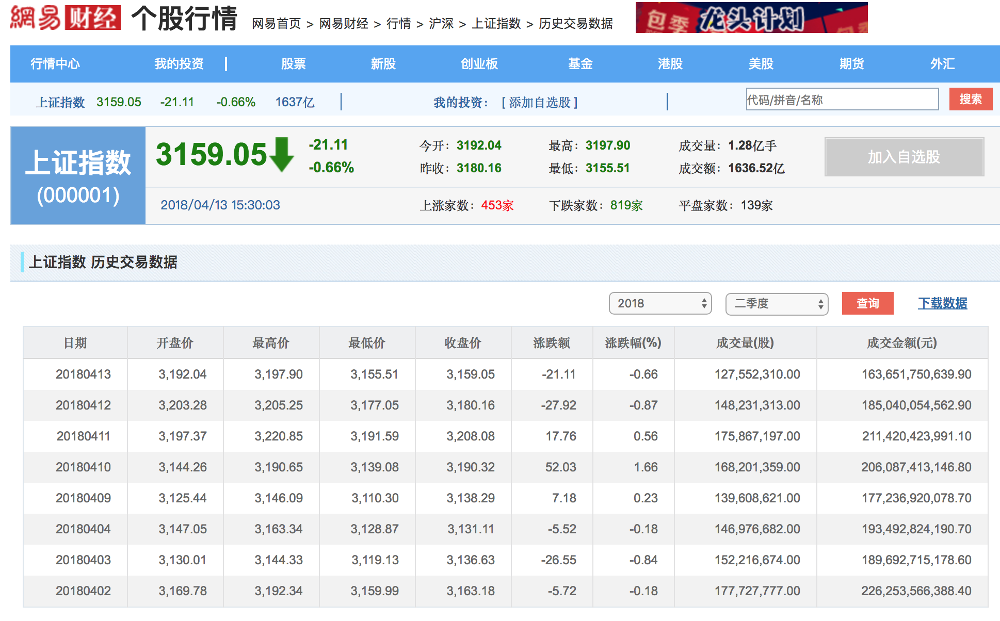 網易财经 个股行情 网易首页 > 网易财经 > 行情 > 沪深 > 上证指数 > 历史交易数据
包季 龙头计划
行情中心 我的投资 股票 新股 创业板 基金 港股 美股 期货 外汇
上证指数 3159.05 -21.11 -0.66% 1637亿 我的投资： [ 添加自选股 ] 代码/拼音/名称 搜索
上证指数
(000001)
3159.05 -21.11 今开：3192.04 最高：3197.90 成交量：1.28亿手 加入自选股
-0.66% 昨收：3180.16 最低：3155.51 成交额：1636.52亿
2018/04/13 15:30:03 上涨家数：453家 下跌家数：819家 平盘家数：139家
上证指数 历史交易数据
2018 二季度 查询 下载数据
日期 开盘价 最高价 最低价 收盘价 涨跌额 涨跌幅(%) 成交量(股) 成交金额(元)
20180413 3,192.04 3,197.90 3,155.51 3,159.05 -21.11 -0.66 127,552,310.00 163,651,750,639.90
20180412 3,203.28 3,205.25 3,177.05 3,180.16 -27.92 -0.87 148,231,313.00 185,040,054,562.90
20180411 3,197.37 3,220.85 3,191.59 3,208.08 17.76 0.56 175,867,197.00 211,420,423,991.10
20180410 3,144.26 3,190.65 3,139.08 3,190.32 52.03 1.66 168,201,359.00 206,087,413,146.80
20180409 3,125.44 3,146.09 3,110.30 3,138.29 7.18 0.23 139,608,621.00 177,236,920,078.70
20180404 3,147.05 3,163.34 3,128.87 3,131.11 -5.52 -0.18 146,976,682.00 193,492,824,190.70
20180403 3,130.01 3,144.33 3,119.13 3,136.63 -26.55 -0.84 152,216,674.00 189,692,715,178.60
20180402 3,169.78 3,192.34 3,159.99 3,163.18 -5.72 -0.18 177,727,777.00 226,253,566,388.40